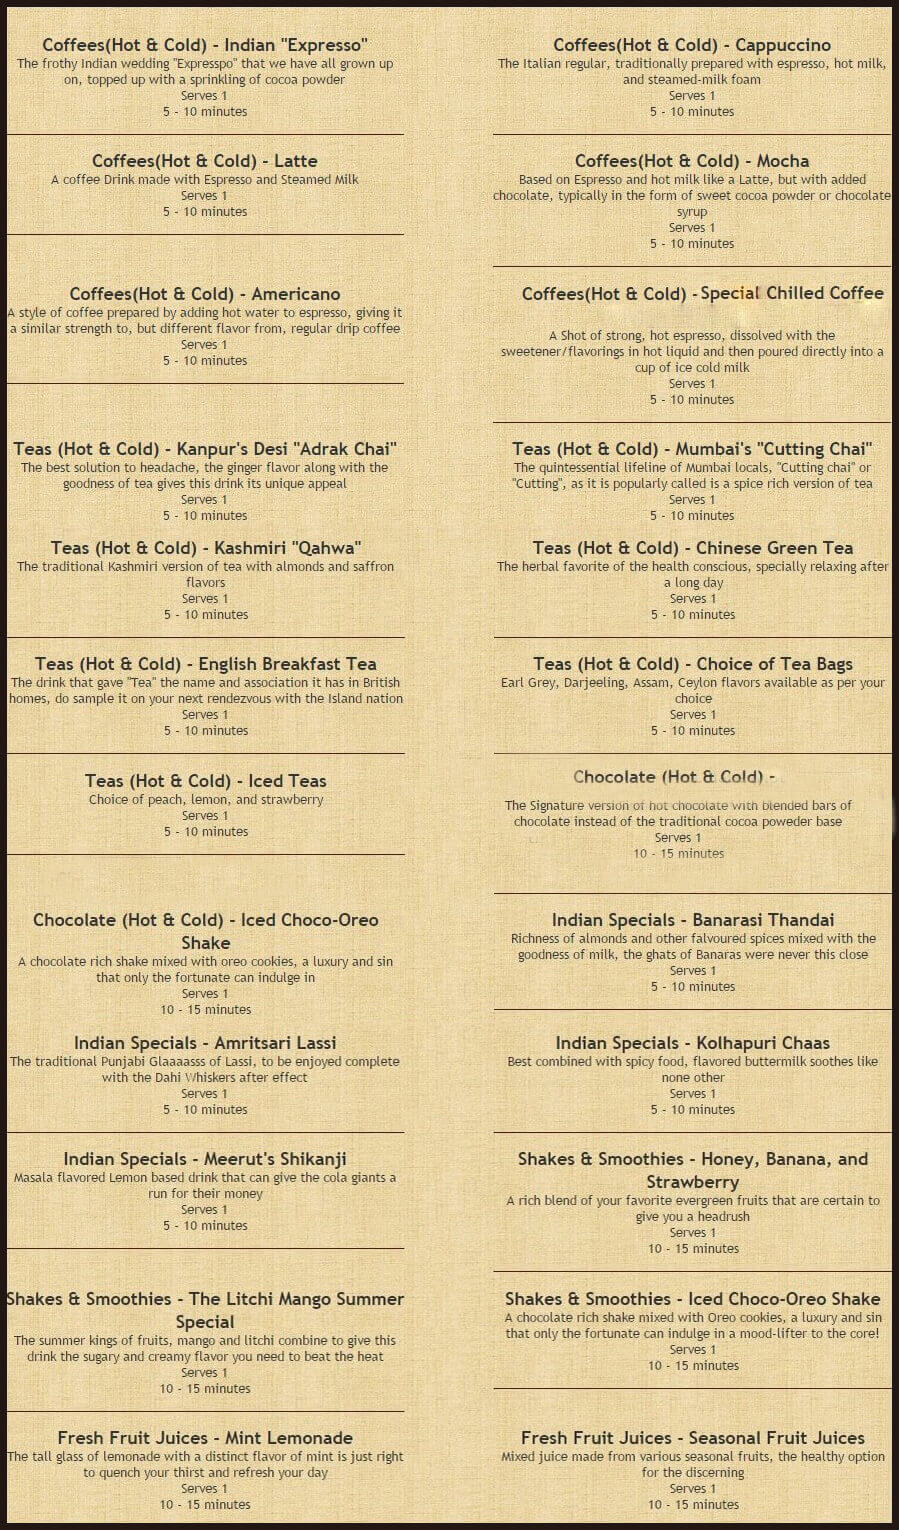 Coffees(Hot & Cold) - Indian "Expresso"
The frothy Indian wedding "Expresspo" that we have all grown up
on, topped up with a sprinkling of cocoa powder
Serves 1
5 - 10 minutes
Coffees(Hot & Cold) - Cappuccino
The Italian regular, traditionally prepared with espresso, hot milk,
and steamed-milk foam
Serves 1
5 - 10 minutes
Coffees(Hot & Cold) - Latte
A coffee Drink made with Espresso and Steamed Milk
Serves 1
5 - 10 minutes
Coffees(Hot & Cold) - Mocha
Based on Espresso and hot milk like a Latte, but with added
chocolate, typically in the form of sweet cocoa powder or chocolate
syrup
Serves 1
5 - 10 minutes
Coffees(Hot & Cold) - Americano
A style of coffee prepared by adding hot water to espresso, giving it
a similar strength to, but different flavor from, regular drip coffee
Serves 1
5 - 10 minutes
Coffees(Hot & Cold) - Special Chilled Coffee
A Shot of strong, hot espresso, dissolved with the
sweetener/flavorings in hot liquid and then poured directly into a
cup of ice cold milk
Serves 1
5 - 10 minutes
Teas (Hot & Cold) - Kanpur's Desi "Adrak Chai"
The best solution to headache, the ginger flavor along with the
goodness of tea gives this drink its unique appeal
Serves 1
5 - 10 minutes
Teas (Hot & Cold) - Mumbai's "Cutting Chai"
The quintessential lifeline of Mumbai locals, "Cutting chai" or
"Cutting", as it is popularly called is a spice rich version of tea
Serves 1
5 - 10 minutes
Teas (Hot & Cold) - Kashmiri "Qahwa"
The traditional Kashmiri version of tea with almonds and saffron
flavors
Serves 1
5 - 10 minutes
Teas (Hot & Cold) - Chinese Green Tea
The herbal favorite of the health conscious, specially relaxing after
a long day
Serves 1
5 - 10 minutes
Teas (Hot & Cold) - English Breakfast Tea
The drink that gave "Tea" the name and association it has in British
homes, do sample it on your next rendezvous with the Island nation
Serves 1
5 - 10 minutes
Teas (Hot & Cold) - Choice of Tea Bags
Earl Grey, Darjeeling, Assam, Ceylon flavors available as per your
choice
Serves 1
5 - 10 minutes
Teas (Hot & Cold) - Iced Teas
Choice of peach, lemon, and strawberry
Serves 1
5 - 10 minutes
Chocolate (Hot & Cold) -
The Signature version of hot chocolate with blended bars of
chocolate instead of the traditional cocoa poweder base
Serves 1
10 - 15 minutes
Chocolate (Hot & Cold) - Iced Choco-Oreo
Shake
A chocolate rich shake mixed with oreo cookies, a luxury and sin
that only the fortunate can indulge in
Serves 1
10 - 15 minutes
Indian Specials - Banarasi Thandai
Richness of almonds and other falvoured spices mixed with the
goodness of milk, the ghats of Banaras were never this close
Serves 1
5 - 10 minutes
Indian Specials - Amritsari Lassi
The traditional Punjabi Glaaaasss of Lassi, to be enjoyed complete
with the Dahi Whiskers after effect
Serves 1
5 - 10 minutes
Indian Specials - Kolhapuri Chaas
Best combined with spicy food, flavored buttermilk soothes like
none other
Serves 1
5 - 10 minutes
Indian Specials - Meerut's Shikanji
Masala flavored Lemon based drink that can give the cola giants a
run for their money
Serves 1
5 - 10 minutes
Shakes & Smoothies - Honey, Banana, and
Strawberry
A rich blend of your favorite evergreen fruits that are certain to
give you a headrush
Serves 1
10 - 15 minutes
Shakes & Smoothies - The Litchi Mango Summer
Special
The summer kings of fruits, mango and litchi combine to give this
drink the sugary and creamy flavor you need to beat the heat
Serves 1
10 - 15 minutes
Shakes & Smoothies - Iced Choco-Oreo Shake
A chocolate rich shake mixed with Oreo cookies, a luxury and sin
that only the fortunate can indulge in a mood-lifter to the core!
Serves 1
10 - 15 minutes
Fresh Fruit Juices - Mint Lemonade
The tall glass of lemonade with a distinct flavor of mint is just right
to quench your thirst and refresh your day
Serves 1
10 - 15 minutes
Fresh Fruit Juices - Seasonal Fruit Juices
Mixed juice made from various seasonal fruits, the healthy option
for the discerning
Serves 1
10 - 15 minutes